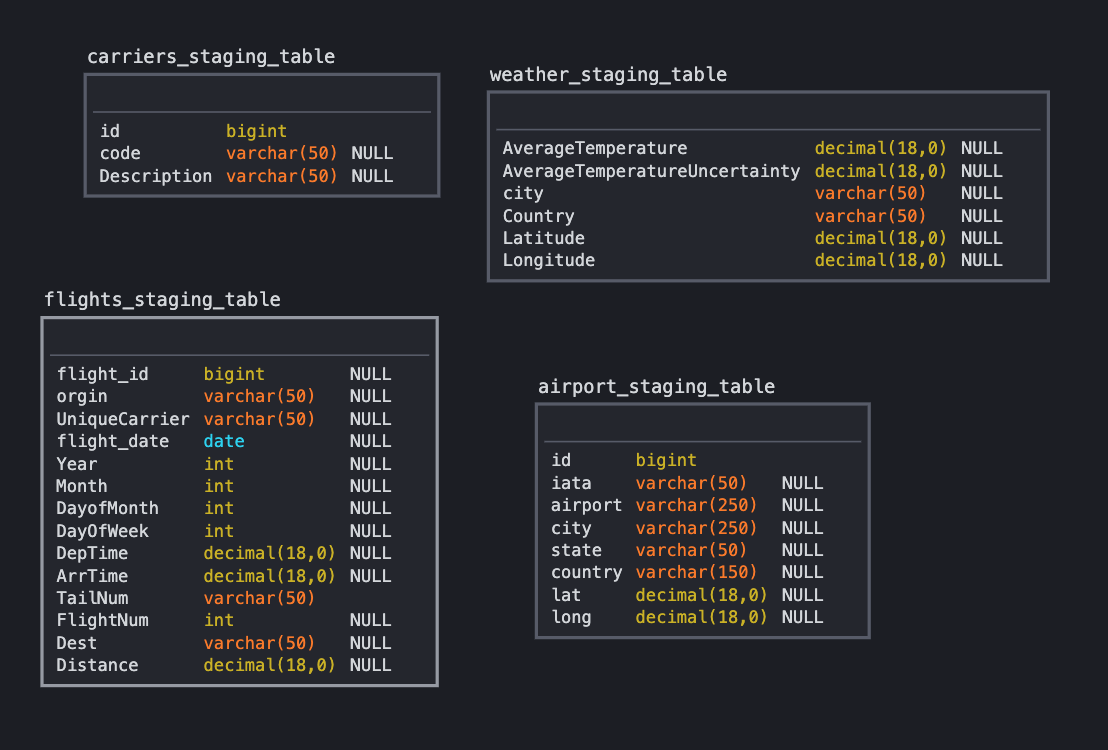 carriers_staging_table
id bigint
code varchar(50) NULL
Description varchar(50) NULL
weather_staging_table
AverageTemperature decimal(18,0) NULL
AverageTemperatureUncertainty decimal(18,0) NULL
city varchar(50) NULL
Country varchar(50) NULL
Latitude decimal(18,0) NULL
Longitude decimal(18,0) NULL
flights_staging_table
flight_id bigint NULL
orgin varchar(50) NULL
UniqueCarrier varchar(50) NULL
flight_date date NULL
Year int NULL
Month int NULL
DayofMonth int NULL
DayOfWeek int NULL
DepTime decimal(18,0) NULL
ArrTime decimal(18,0) NULL
TailNum varchar(50)
FlightNum int NULL
Dest varchar(50) NULL
Distance decimal(18,0) NULL
airport_staging_table
id bigint
iata varchar(50) NULL
airport varchar(250) NULL
city varchar(250) NULL
state varchar(50) NULL
country varchar(150) NULL
lat decimal(18,0) NULL
long decimal(18,0) NULL